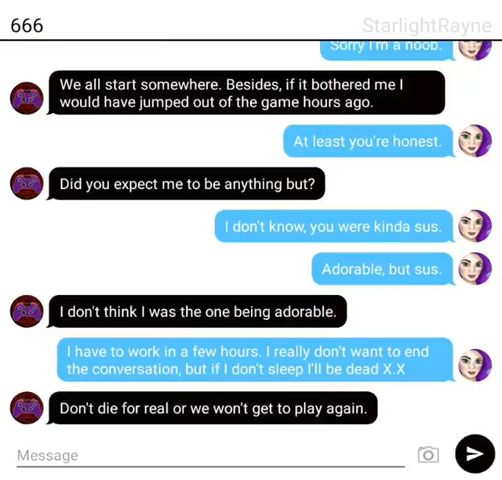 666
StarlightRayne
Sorry I'm a noob.
We all start somewhere. Besides, if it bothered me I
would have jumped out of the game hours ago.
At least you're honest.
Did you expect me to be anything but?
I don't know, you were kinda sus.
Adorable, but sus.
I don't think I was the one being adorable.
I have to work in a few hours. I really don't want to end
the conversation, but if I don't sleep I'll be dead X.X
Don't die for real or we won't get to play again.
Message